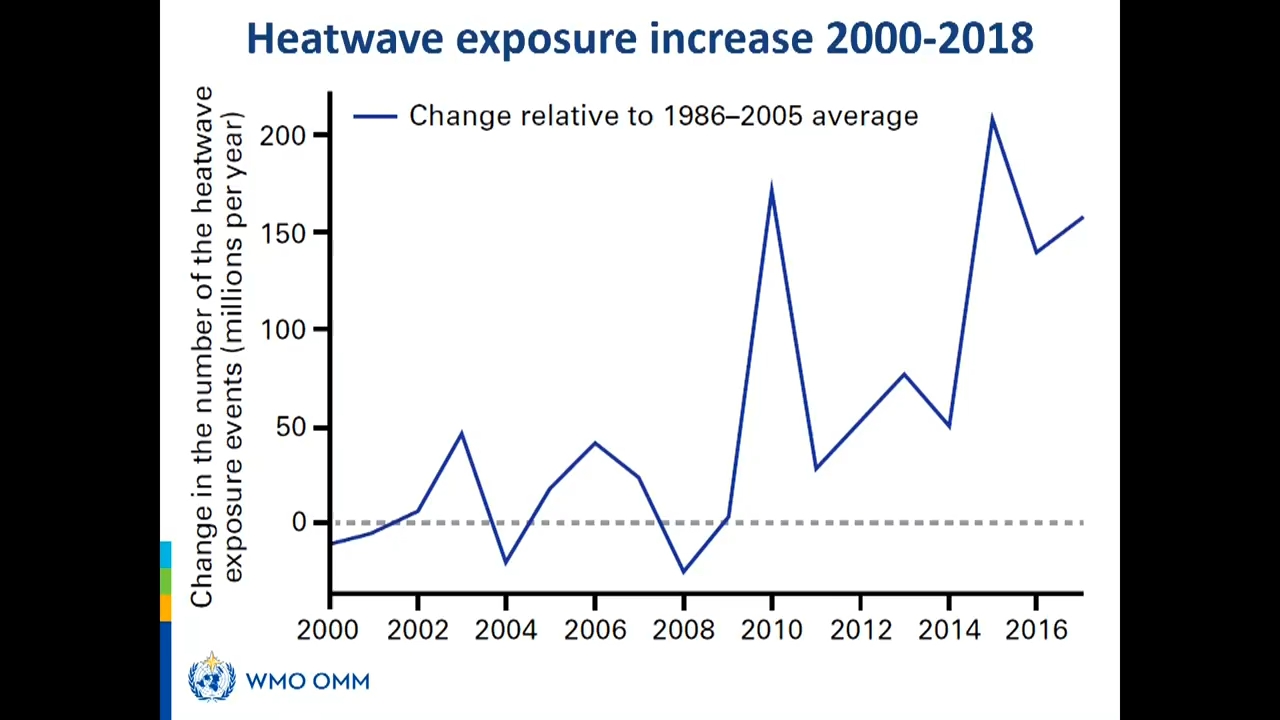 Heatwave exposure increase 2000-2018
Change in the number of the heatwave
exposure events (millions per year)
Change relative to 1986–2005 average
200
150
100
50
0
2000 2002 2004 2006 2008 2010 2012 2014 2016
WMO OMM